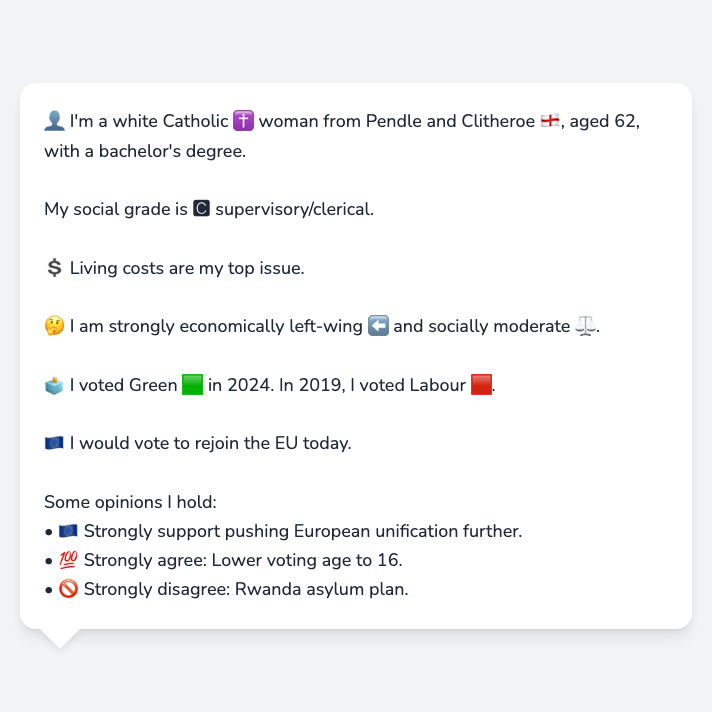 👤 I'm a white Catholic ✝️ woman from Pendle and Clitheroe 🏴󠁧󠁢󠁥󠁮󠁧󠁿, aged 62,
with a bachelor's degree.
My social grade is 🅲 supervisory/clerical.
💲 Living costs are my top issue.
🤔 I am strongly economically left-wing ⬅️ and socially moderate ⚖️.
🗳️ I voted Green 🟩 in 2024. In 2019, I voted Labour 🟥.
🇪🇺 I would vote to rejoin the EU today.
Some opinions I hold:
• 🇪🇺 Strongly support pushing European unification further.
• 💯 Strongly agree: Lower voting age to 16.
• 🚫 Strongly disagree: Rwanda asylum plan.